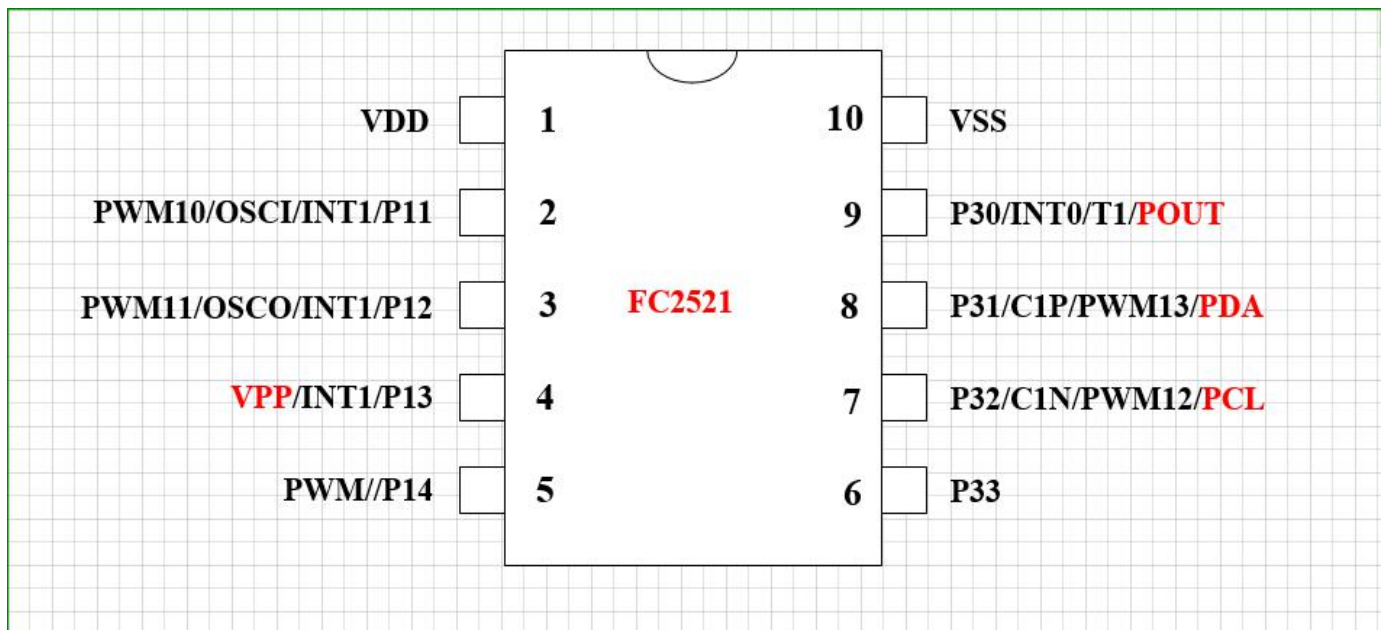 VDD 1 10 VSS
PWM10/OSCI/INT1/P11 2 9 P30/INT0/T1/POUT
PWM11/OSCO/INT1/P12 3 FC2521 8 P31/C1P/PWM13/PDA
VPP/INT1/P13 4 7 P32/C1N/PWM12/PCL
PWM//P14 5 6 P33